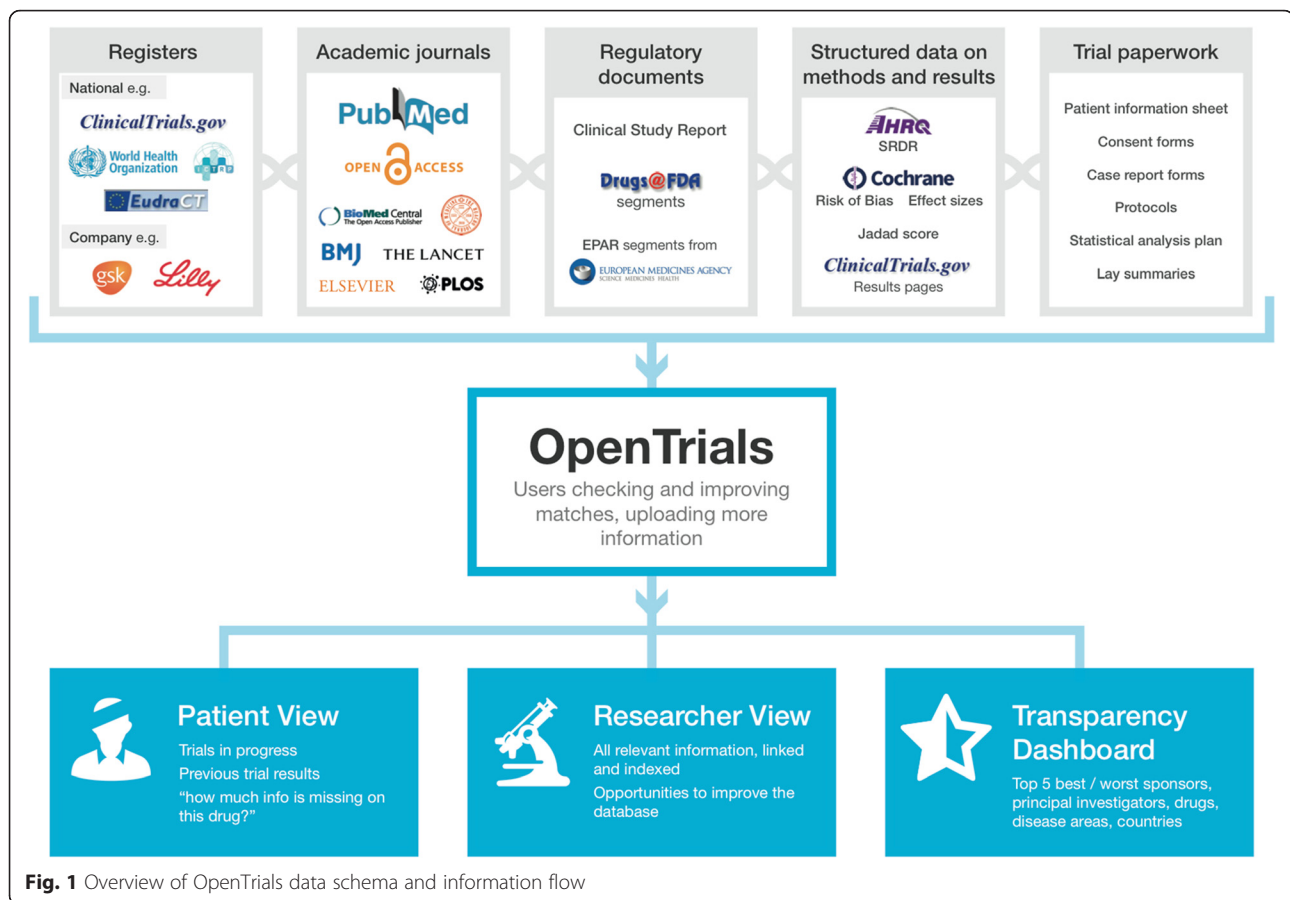 Registers
National e.g.
ClinicalTrials.gov
World Health
Organization
ICTRP
EudraCT
Company e.g.
gsk
Lilly
Academic journals
PubMed
OPEN ACCESS
BioMed Central
The Open Access Publisher
BMJ
THE LANCET
ELSEVIER
PLOS
Regulatory
documents
Clinical Study Report
Drugs@FDA
segments
EPAR segments from
EUROPEAN MEDICINES AGENCY
SCIENCE MEDICINES HEALTH
Structured data on
methods and results
AHRQ
SRDR
Cochrane
Risk of Bias Effect sizes
Jadad score
ClinicalTrials.gov
Results pages
Trial paperwork
Patient information sheet
Consent forms
Case report forms
Protocols
Statistical analysis plan
Lay summaries
OpenTrials
Users checking and improving
matches, uploading more
information
Patient View
Trials in progress
Previous trial results
“how much info is missing on
this drug?”
Researcher View
All relevant information, linked
and indexed
Opportunities to improve the
database
Transparency
Dashboard
Top 5 best / worst sponsors,
principal investigators, drugs,
disease areas, countries
Fig. 1 Overview of OpenTrials data schema and information flow